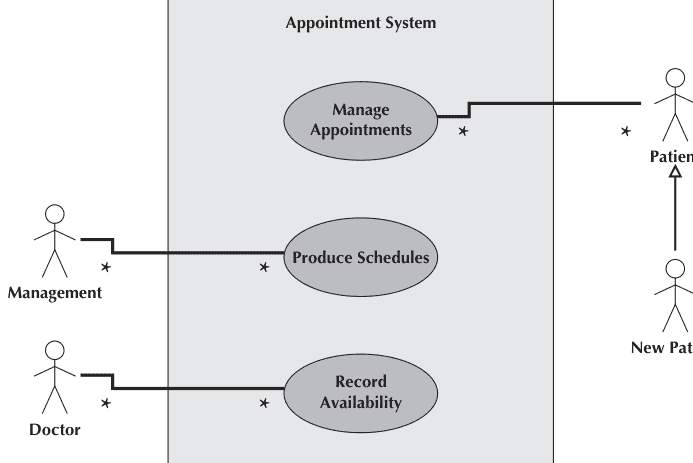 Appointment System
Manage
Appointments
*
*
Patien
Produce Schedules
*
*
Management
New Pat
Record
Availability
*
*
Doctor